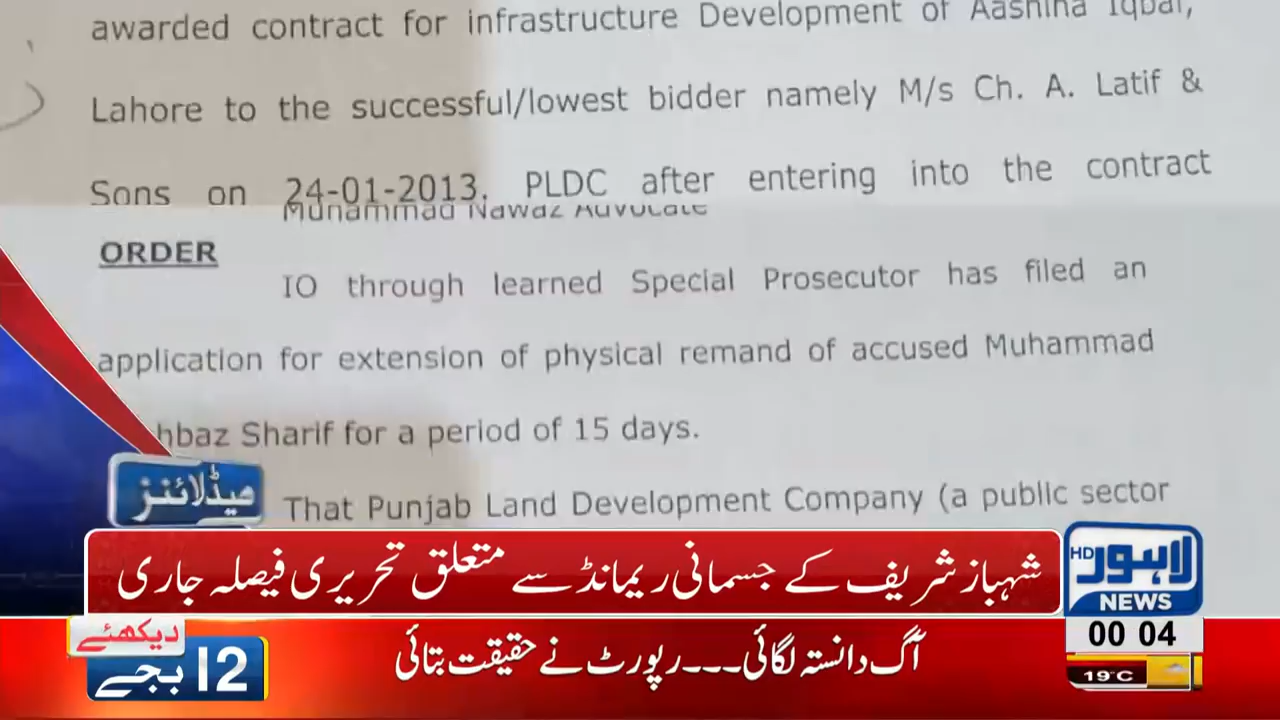 awarded contract for infrastructure Development of Aashina Iqbal,
Lahore to the successful/lowest bidder namely M/s Ch. A. Latif &
Sons on 24-01-2013. PLDC after entering into the contract
Muhammad Nawaz Advocate
ORDER
IO through learned Special Prosecutor has filed an
application for extension of physical remand of accused Muhammad
hbaz Sharif for a period of 15 days.
That Punjab Land Development Company (a public sector
ہیڈلائنز
شہباز شریف کے جسمانی ریمانڈ سے متعلق تحریری فیصلہ جاری
لاہور HD
NEWS
00 04
19°C
دیکھئے
12 بجے
آگ دانستہ لگائی۔۔۔رپورٹ نے حقیقت بتائی